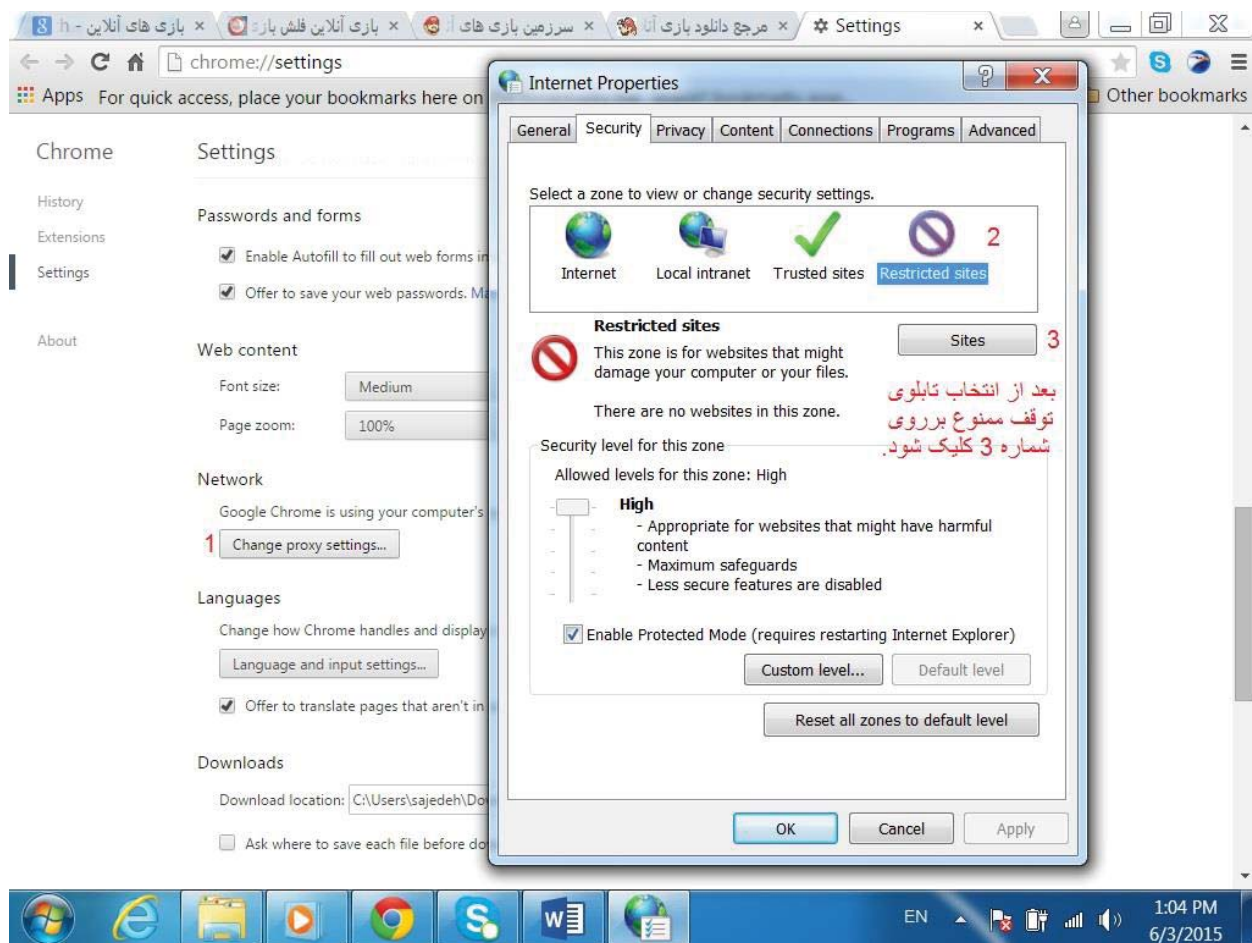 بازی های آنلاین - h
بازی آنلاین فلش بازی
سرزمین بازی های آ
مرجع دانلود بازی آنا
Settings
chrome://settings
Apps
For quick access, place your bookmarks here on
Other bookmarks
Chrome
History
Extensions
Settings
About
Settings
Passwords and forms
Enable Autofill to fill out web forms in
Offer to save your web passwords. Ma
Web content
Font size: Medium
Page zoom: 100%
Network
Google Chrome is using your computer's
1 Change proxy settings...
Languages
Change how Chrome handles and display
Language and input settings...
Offer to translate pages that aren't in
Downloads
Download location: C:\Users\sajedeh\Do
Ask where to save each file before do
Internet Properties
General Security Privacy Content Connections Programs Advanced
Select a zone to view or change security settings.
2
Internet Local intranet Trusted sites Restricted sites
Restricted sites
This zone is for websites that might
damage your computer or your files.
There are no websites in this zone.
Sites 3
بعد از انتخاب تابلوی
توقف ممنوع برروی
شماره 3 کلیک شود.
Security level for this zone
Allowed levels for this zone: High
High
- Appropriate for websites that might have harmful
content
- Maximum safeguards
- Less secure features are disabled
Enable Protected Mode (requires restarting Internet Explorer)
Custom level... Default level
Reset all zones to default level
OK Cancel Apply
EN
1:04 PM
6/3/2015